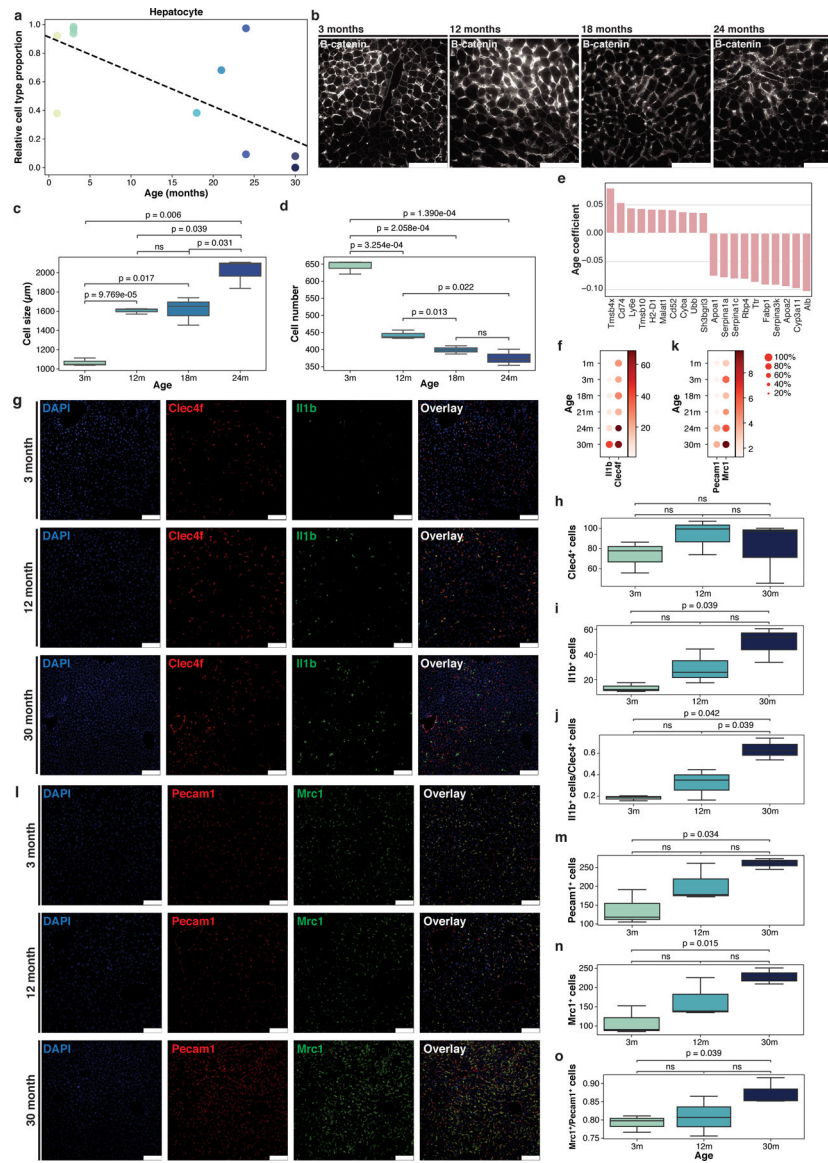 a
Hepatocyte
Relative cell type proportion
1.0
0.8
0.6
0.4
0.2
0.0
0
5
10
15
20
25
30
Age (months)
b
3 months
12 months
18 months
24 months
B-catenin
B-catenin
B-catenin
B-catenin
c
p = 0.006
p = 0.039
ns
p = 0.031
p = 0.017
p = 9.769e-05
Cell size (μm)
2000
1800
1600
1400
1200
1000
3m
12m
18m
24m
Age
d
p = 1.390e-04
p = 2.058e-04
p = 3.254e-04
p = 0.022
p = 0.013
ns
Cell number
650
600
550
500
450
400
350
3m
12m
18m
24m
Age
e
Age coefficient
0.05
0.00
−0.05
−0.10
Tmsb4x
Cd74
Ly6e
Tmsb10
H2-D1
Malat1
Cd52
Cyba
Ubb
Sh3bgrl3
Apoa1
Serpina1a
Serpina1c
Rbp4
Ttr
Fabp1
Serpina3k
Apoa2
Cyp3a11
Alb
f
Age
1m
3m
18m
21m
24m
30m
Il1b
Clec4f
60
40
20
k
Age
1m
3m
18m
21m
24m
30m
Pecam1
Mrc1
8
6
4
2
100%
80%
60%
40%
20%
g
3 month
DAPI
Clec4f
Il1b
Overlay
12 month
DAPI
Clec4f
Il1b
Overlay
30 month
DAPI
Clec4f
Il1b
Overlay
h
ns
ns
ns
Clec4⁺ cells
100
80
60
3m
12m
30m
i
p = 0.039
ns
ns
Il1b⁺ cells
60
40
20
3m
12m
30m
j
p = 0.042
ns
p = 0.039
Il1b⁺ cells/Clec4⁺ cells
0.6
0.4
0.2
3m
12m
30m
l
3 month
DAPI
Pecam1
Mrc1
Overlay
12 month
DAPI
Pecam1
Mrc1
Overlay
30 month
DAPI
Pecam1
Mrc1
Overlay
m
p = 0.034
ns
ns
Pecam1⁺ cells
250
200
150
100
3m
12m
30m
n
p = 0.015
ns
ns
Mrc1⁺ cells
250
200
150
100
3m
12m
30m
o
p = 0.039
ns
ns
Mrc1⁺/Pecam1⁺ cells
0.90
0.85
0.80
0.75
3m
12m
30m
Age